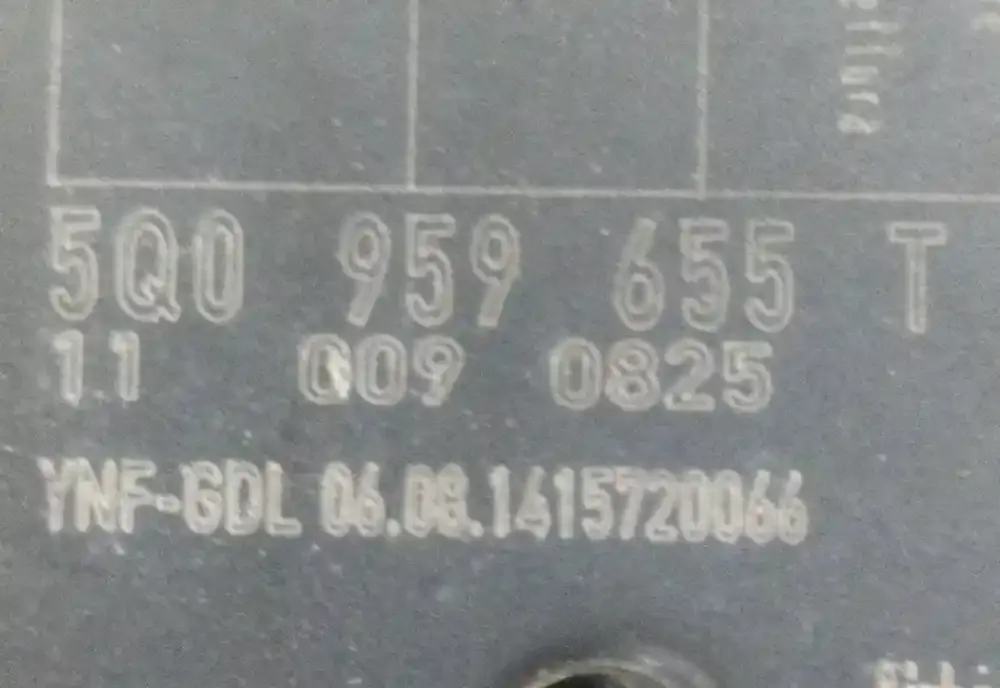 5Q0 959 655 T
11 009 0825
YNF-GDL 06.08.1415720066